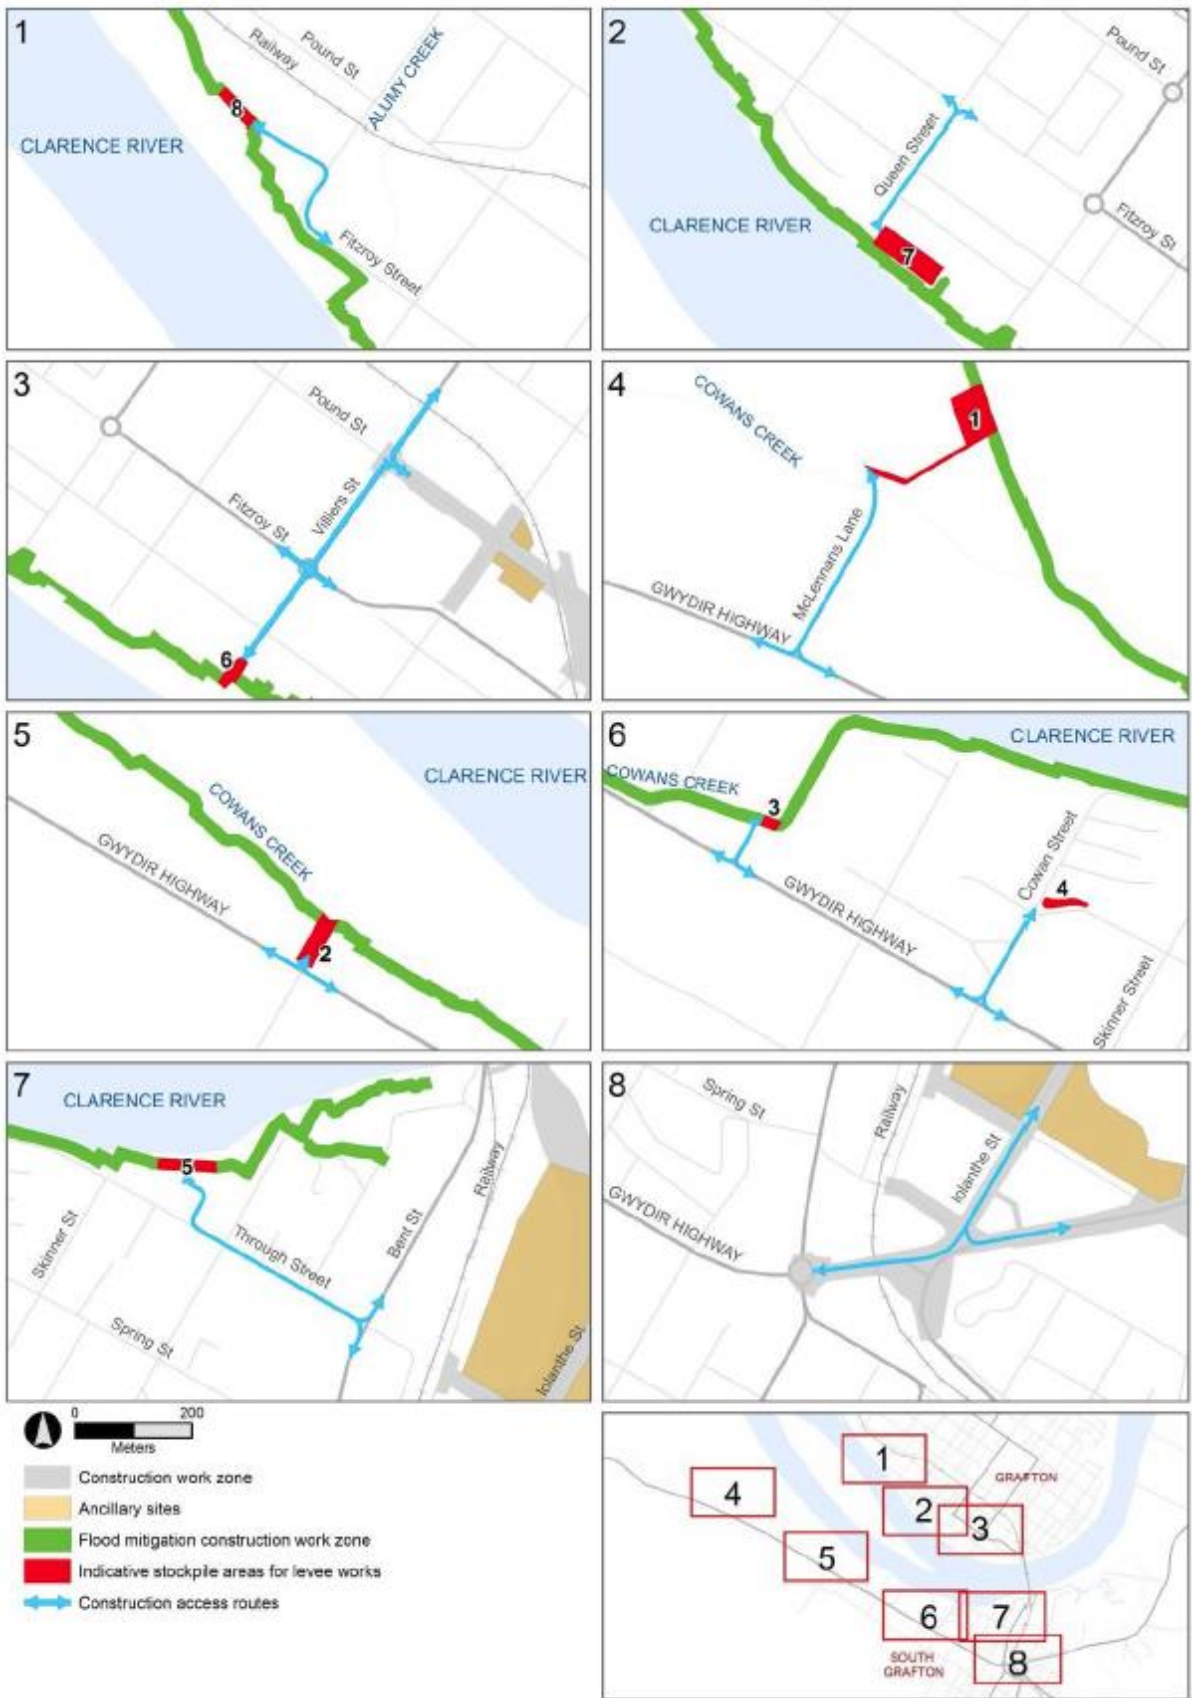 1
Railway
Pound St
ALUMY CREEK
8
CLARENCE RIVER
Fitzroy Street
2
Pound St
Queen Street
CLARENCE RIVER
Fitzroy St
7
3
Pound St
Fitzroy St
Villiers St
6
4
COWANS CREEK
1
McLennans Lane
GWYDIR HIGHWAY
5
CLARENCE RIVER
COWANS CREEK
GWYDIR HIGHWAY
2
6
CLARENCE RIVER
COWANS CREEK
3
Cowan Street
4
GWYDIR HIGHWAY
Skinner Street
7
CLARENCE RIVER
5
Railway
Skinner St
Through Street
Bent St
Spring St
Iolanthe St
8
Spring St
Railway
Iolanthe St
GWYDIR HIGHWAY
0 200
Meters
Construction work zone
Ancillary sites
Flood mitigation construction work zone
Indicative stockpile areas for levee works
Construction access routes
1
GRAFTON
4
2
3
5
6
7
SOUTH
GRAFTON
8